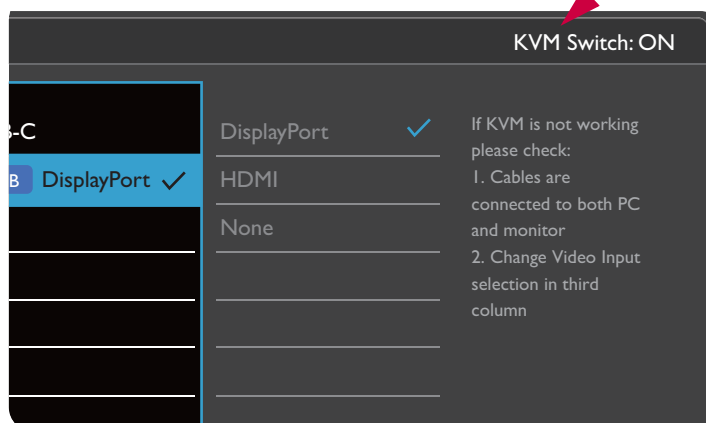 KVM Switch: ON
-C
B DisplayPort
DisplayPort
HDMI
None
If KVM is not working
please check:
1. Cables are
connected to both PC
and monitor
2. Change Video Input
selection in third
column